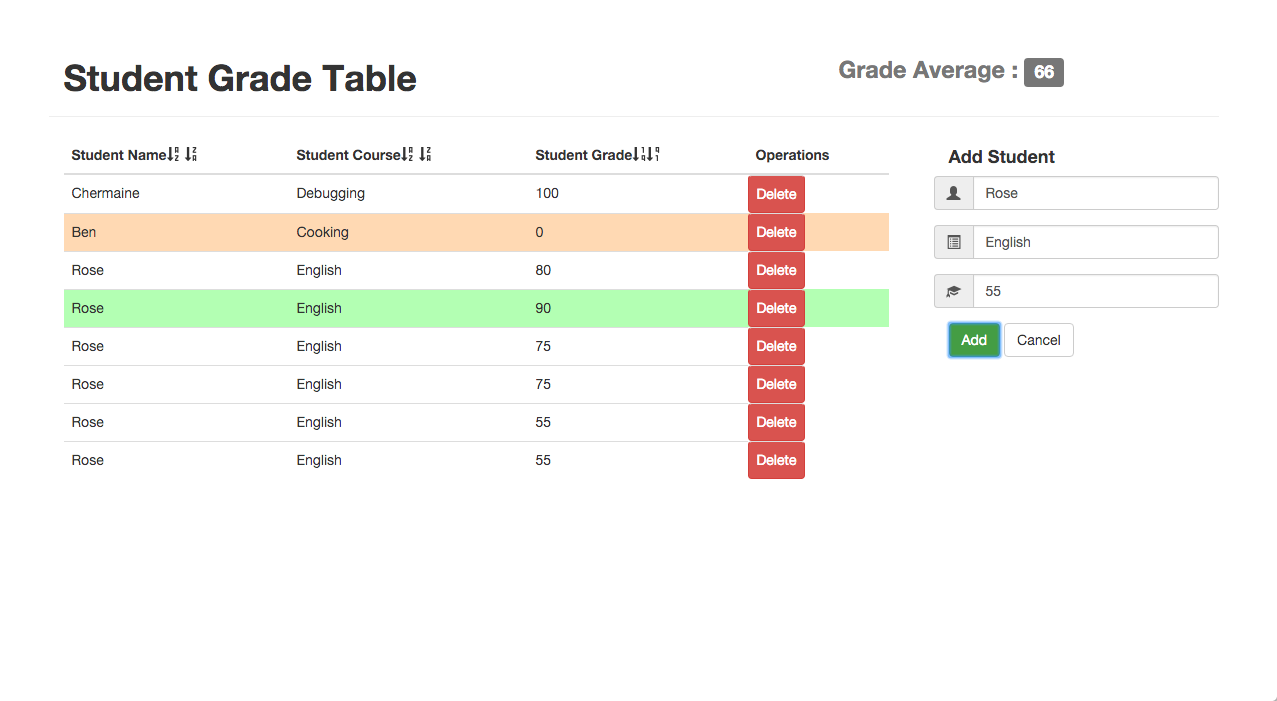 Student Grade Table
Grade Average : 66
Student Name Student Course Student Grade Operations
Chermaine Debugging 100 Delete
Ben Cooking 0 Delete
Rose English 80 Delete
Rose English 90 Delete
Rose English 75 Delete
Rose English 75 Delete
Rose English 55 Delete
Rose English 55 Delete
Add Student
Rose
English
55
Add Cancel